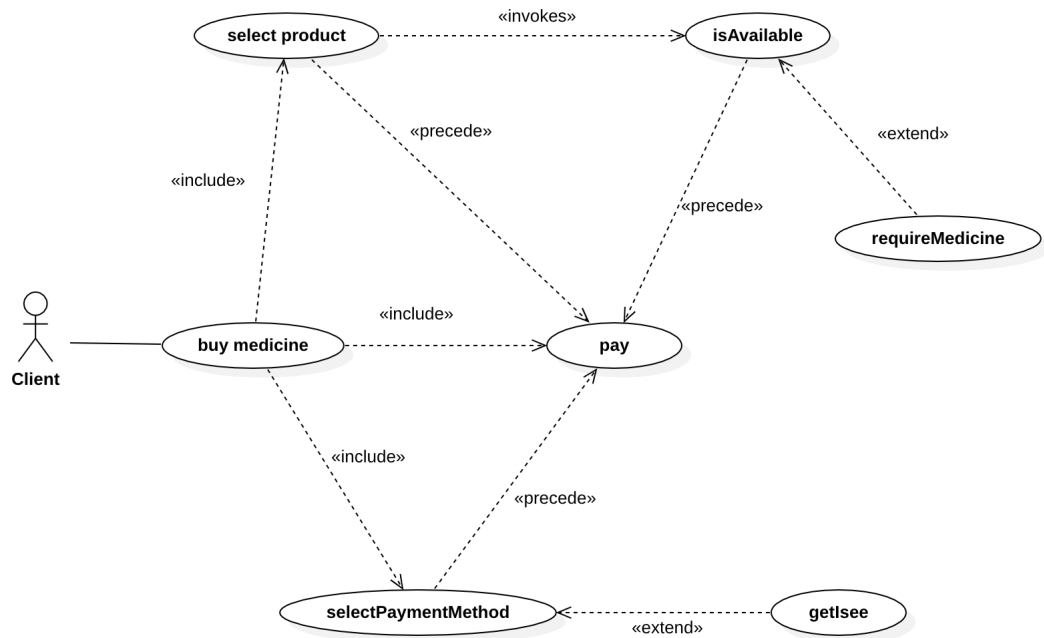 «invokes»
select product
isAvailable
«precede»
«extend»
«include»
«precede»
requireMedicine
«include»
buy medicine
pay
Client
«include»
«precede»
selectPaymentMethod
getIsee
«extend»